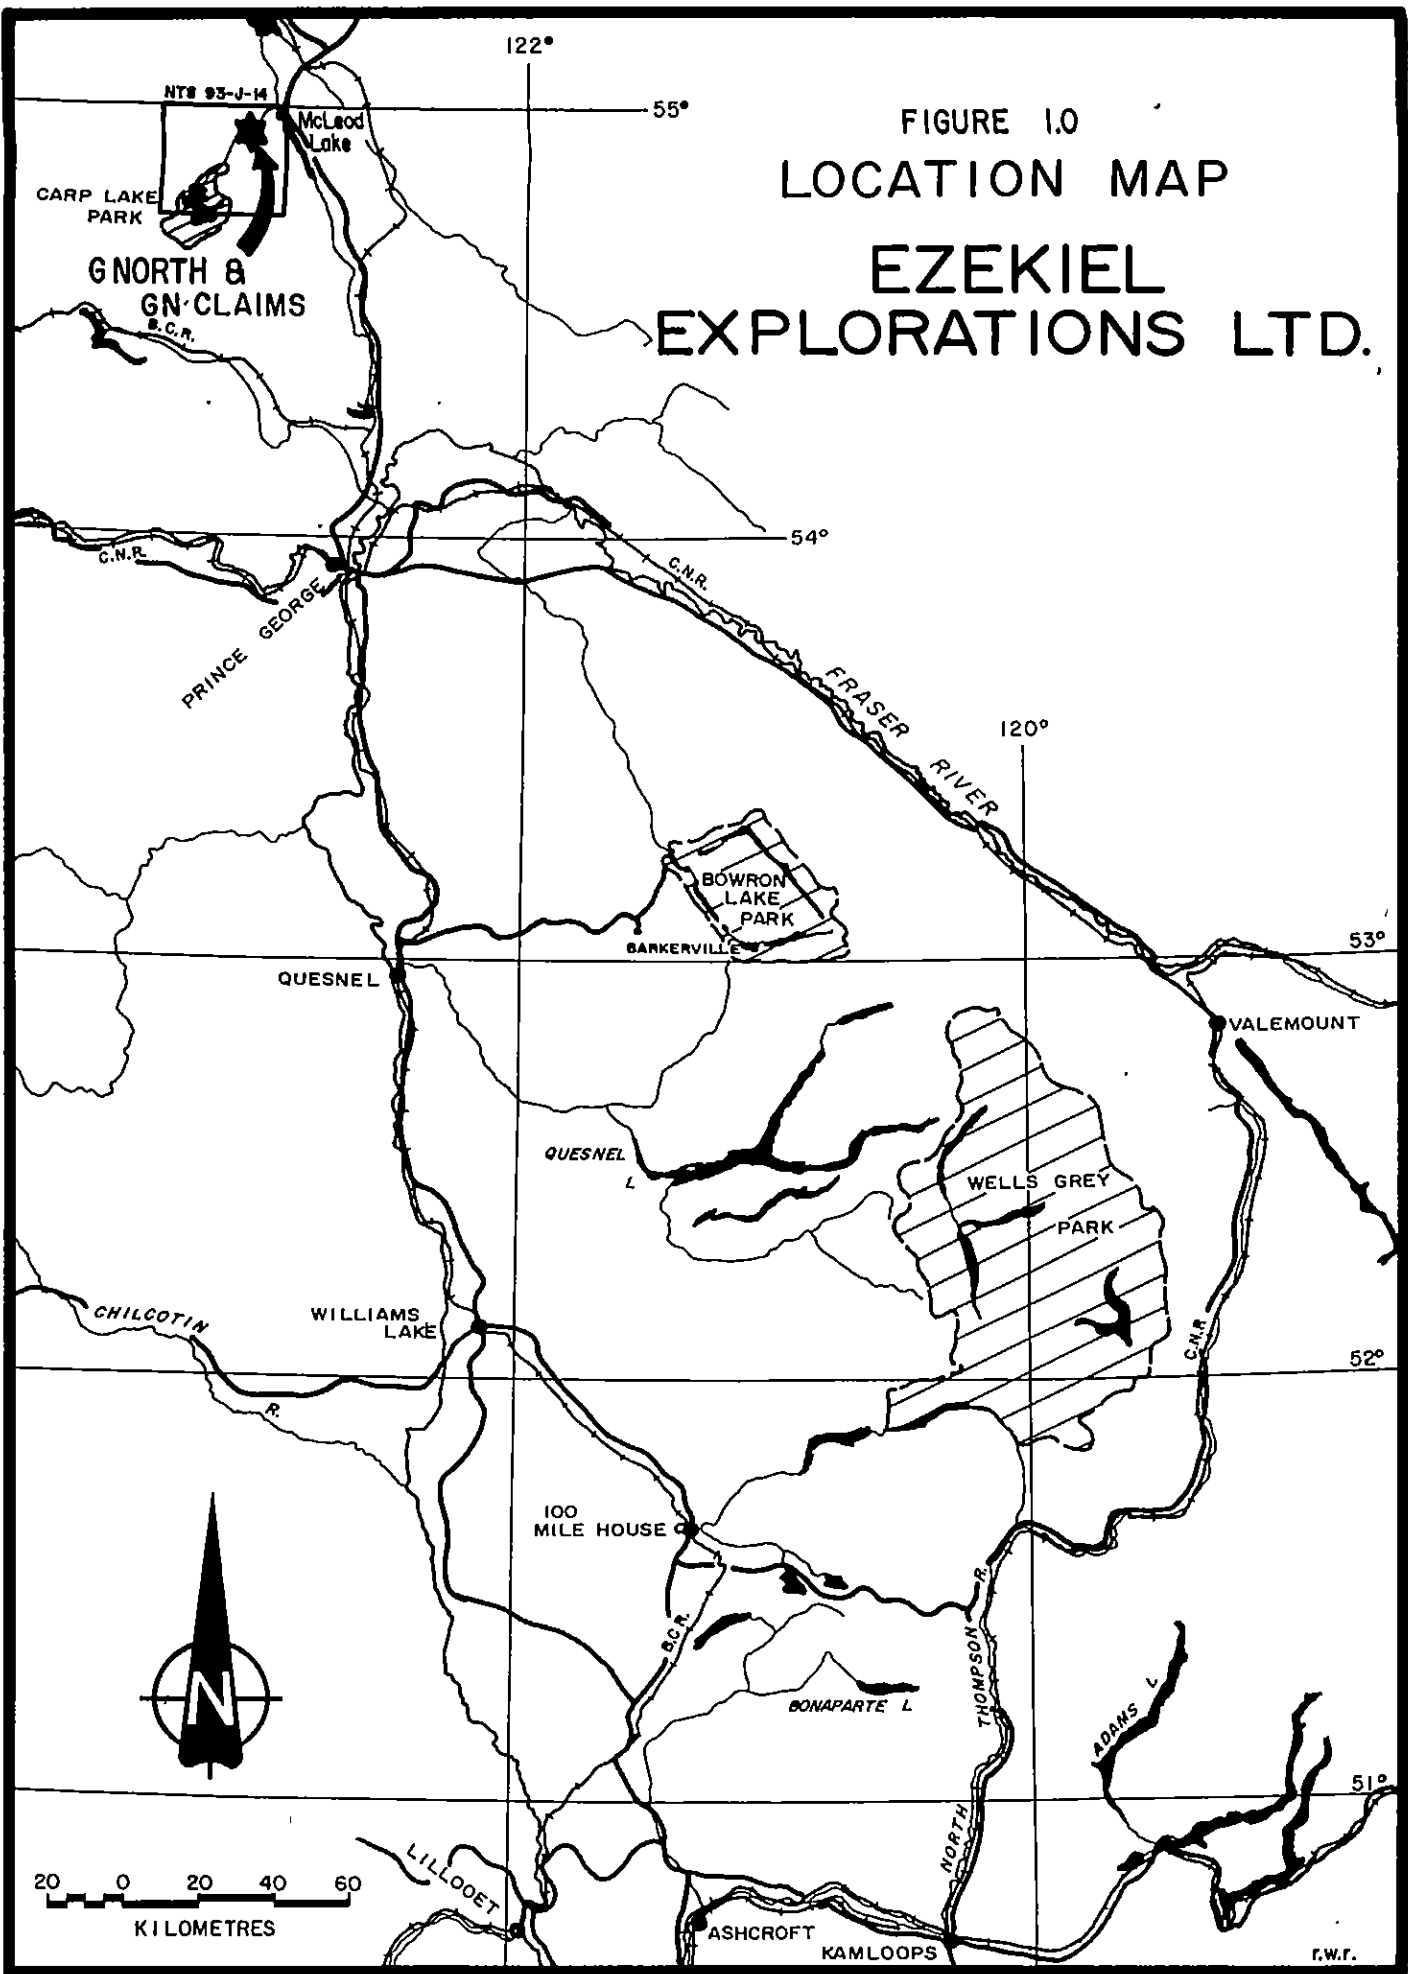 122°
NTS 93-J-14
55°
McLeod
Lake
FIGURE 1.0
LOCATION MAP
CARP LAKE
PARK
EZEKIEL
EXPLORATIONS LTD.
G NORTH &
GN CLAIMS
B.C.R.
54°
C.N.R.
C.N.R.
PRINCE GEORGE
FRASER RIVER
120°
BOWRON
LAKE
PARK
BARKERVILLE
53°
QUESNEL
VALEMOUNT
QUESNEL
L
WELLS GREY
PARK
CHILCOTIN
R.
WILLIAMS
LAKE
C.N.R.
52°
100
MILE HOUSE
B.C.R.
NORTH THOMPSON R.
BONAPARTE L
ADAMS L
N
51°
LILLOOET
20 0 20 40 60
KILOMETRES
ASHCROFT
KAMLOOPS
r.w.r.